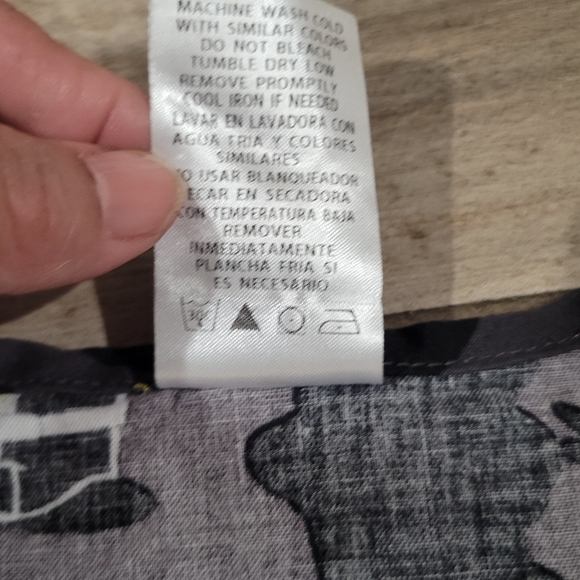 MACHINE WASH COLD
WITH SIMILAR COLORS
DO NOT BLEACH
TUMBLE DRY LOW
REMOVE PROMPTLY
COOL IRON IF NEEDED
LAVAR EN LAVADORA CON
AGUA FRIA Y COLORES
SIMILARES
O USAR BLANQUEADOR
ECAR EN SECADORA
CON TEMPERATURA BAJA
REMOVER
INMEDIATAMENTE
PLANCHA FRIA SI
ES NECESARIO
30